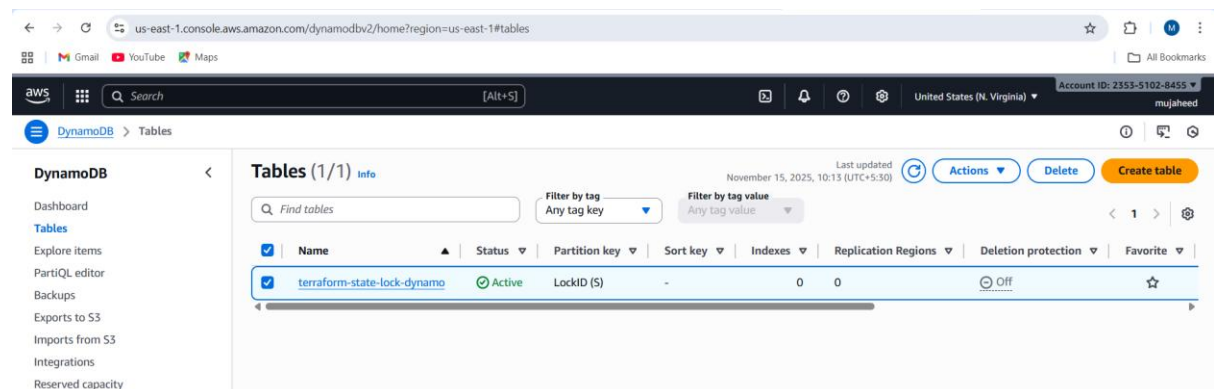 us-east-1.console.aws.amazon.com/dynamodbv2/home?region=us-east-1#tables
M
Gmail YouTube Maps All Bookmarks
aws Search [Alt+S] United States (N. Virginia) ▼ Account ID: 2353-5102-8455 ▼
mujaheed
DynamoDB > Tables
DynamoDB
Dashboard
Tables
Explore items
PartiQL editor
Backups
Exports to S3
Imports from S3
Integrations
Reserved capacity
Tables (1/1) Info
Last updated
November 15, 2025, 10:13 (UTC+5:30)
Actions ▼ Delete Create table
Find tables
Filter by tag
Any tag key
Filter by tag value
Any tag value
< 1 >
Name Status Partition key Sort key Indexes Replication Regions Deletion protection Favorite
terraform-state-lock-dynamo Active LockID (S) - 0 0 Off